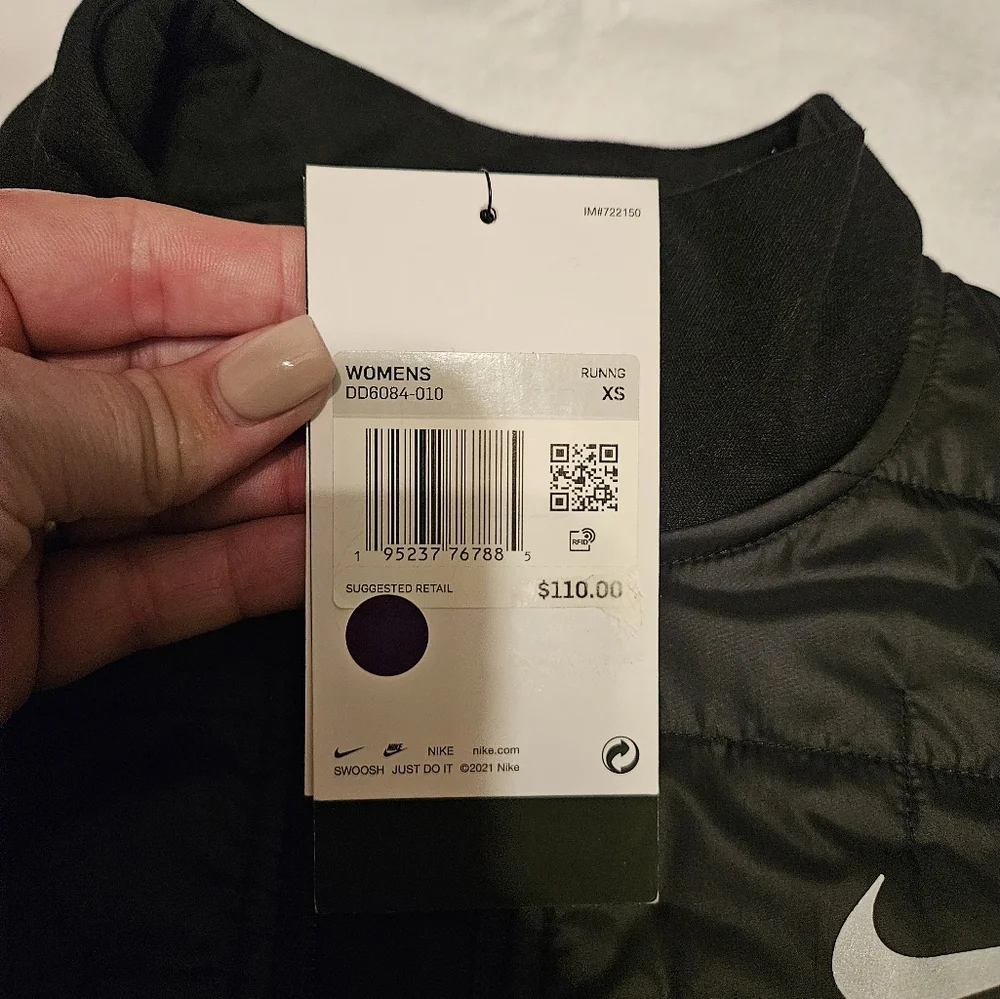 IM#722150
WOMENS RUNNG
DD6084-010 XS
RFID
1 95237 76788 5
SUGGESTED RETAIL $110.00
NIKE NIKE nike.com
SWOOSH JUST DO IT ©2021 Nike